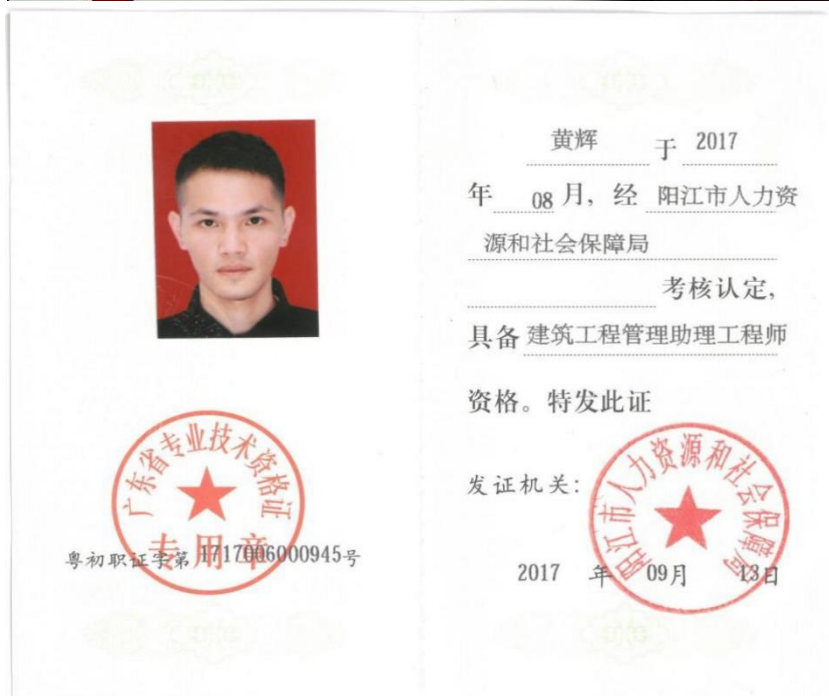 广东省专业技术资格证
专用章
粤初职证字第 1717006000945号
黄辉 于 2017
年 08 月，经 阳江市人力资
源和社会保障局
考核认定，
具备 建筑工程管理助理工程师
资格。特发此证
发证机关：
阳江市人力资源和社会保障局
2017 年 09月 13日